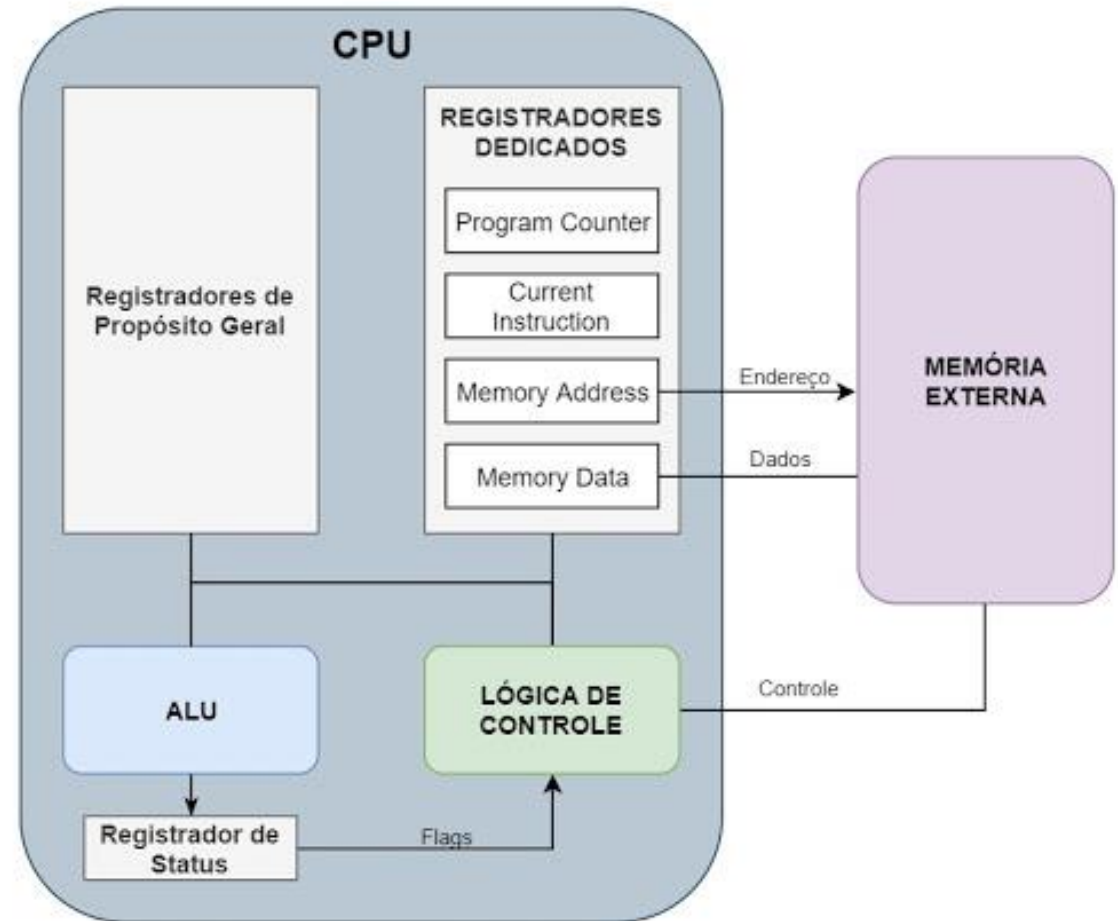 CPU
Registradores de
Propósito Geral
REGISTRADORES
DEDICADOS
Program Counter
Current
Instruction
Memory Address
Memory Data
Endereço
Dados
MEMÓRIA
EXTERNA
ALU
LÓGICA DE
CONTROLE
Controle
Registrador de
Status
Flags